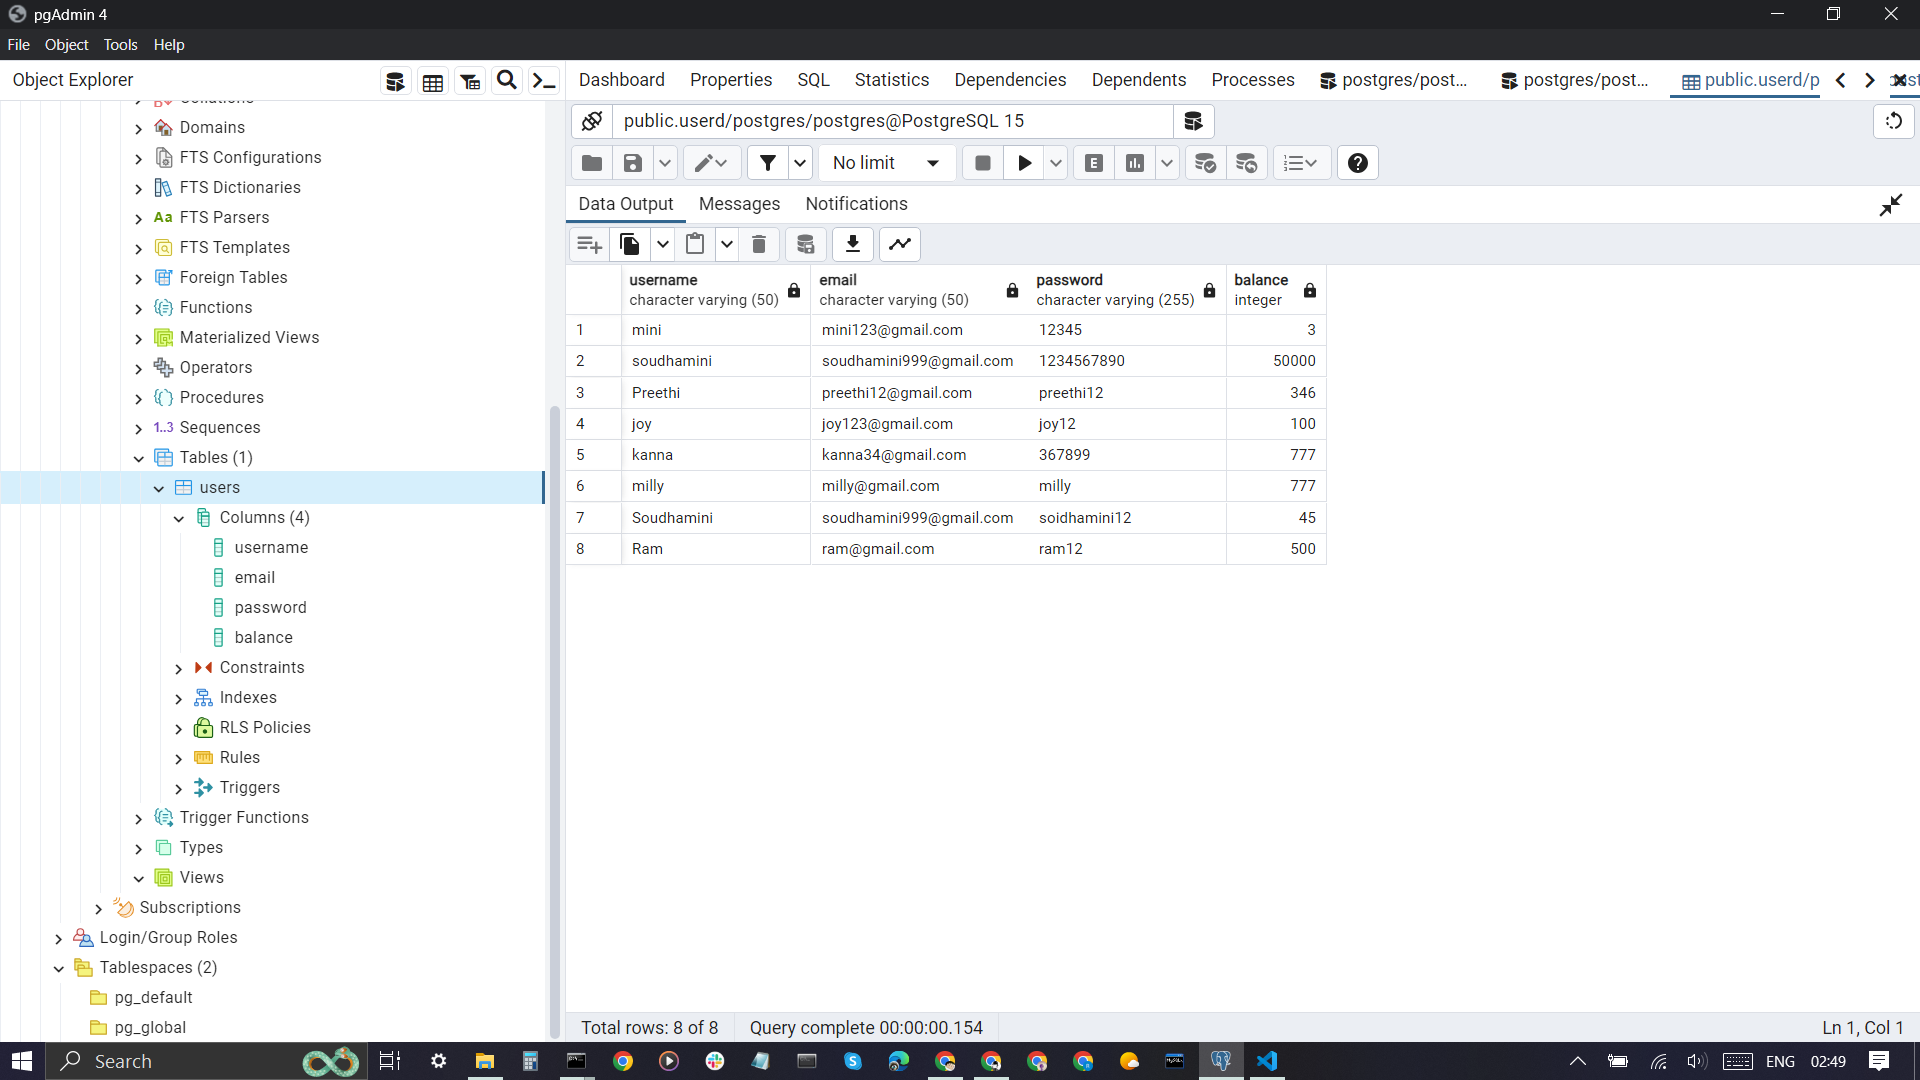 pgAdmin 4
File Object Tools Help
Object Explorer
Dashboard Properties SQL Statistics Dependencies Dependents Processes postgres/post... postgres/post... public.userd/p
public.userd/postgres/postgres@PostgreSQL 15
No limit
E
Data Output Messages Notifications
username character varying (50) email character varying (50) password character varying (255) balance integer
1 mini mini123@gmail.com 12345 3
2 soudhamini soudhamini999@gmail.com 1234567890 50000
3 Preethi preethi12@gmail.com preethi12 346
4 joy joy123@gmail.com joy12 100
5 kanna kanna34@gmail.com 367899 777
6 milly milly@gmail.com milly 777
7 Soudhamini soudhamini999@gmail.com soidhamini12 45
8 Ram ram@gmail.com ram12 500
Domains
FTS Configurations
FTS Dictionaries
Aa FTS Parsers
FTS Templates
Foreign Tables
Functions
Materialized Views
Operators
Procedures
1..3 Sequences
Tables (1)
users
Columns (4)
username
email
password
balance
Constraints
Indexes
RLS Policies
Rules
Triggers
Trigger Functions
Types
Views
Subscriptions
Login/Group Roles
Tablespaces (2)
pg_default
pg_global
Total rows: 8 of 8 Query complete 00:00:00.154 Ln 1, Col 1
Search ENG 02:49